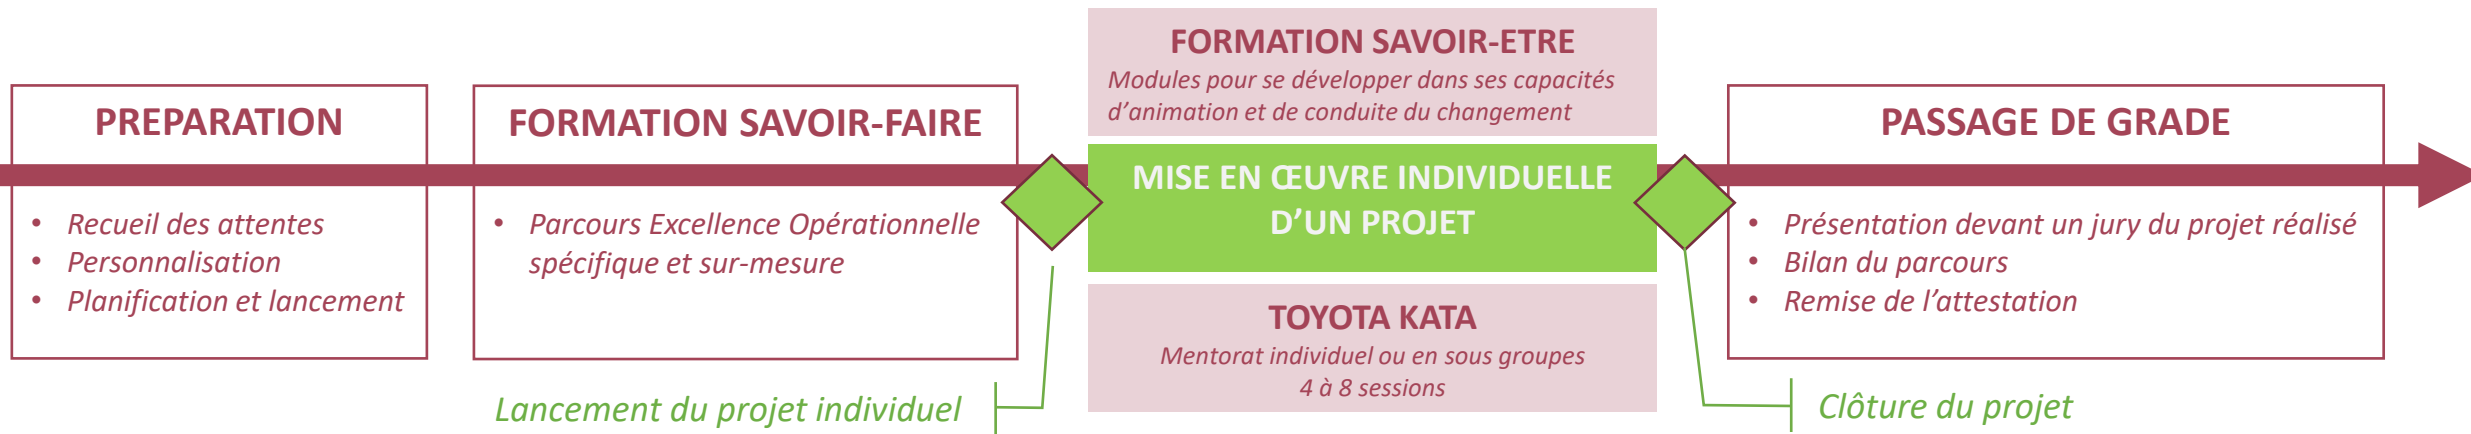 PREPARATION
• Recueil des attentes
• Personnalisation
• Planification et lancement
FORMATION SAVOIR-FAIRE
• Parcours Excellence Opérationnelle
spécifique et sur-mesure
Lancement du projet individuel
FORMATION SAVOIR-ETRE
Modules pour se développer dans ses capacités
d’animation et de conduite du changement
MISE EN ŒUVRE INDIVIDUELLE
D’UN PROJET
TOYOTA KATA
Mentorat individuel ou en sous groupes
4 à 8 sessions
PASSAGE DE GRADE
• Présentation devant un jury du projet réalisé
• Bilan du parcours
• Remise de l’attestation
Clôture du projet